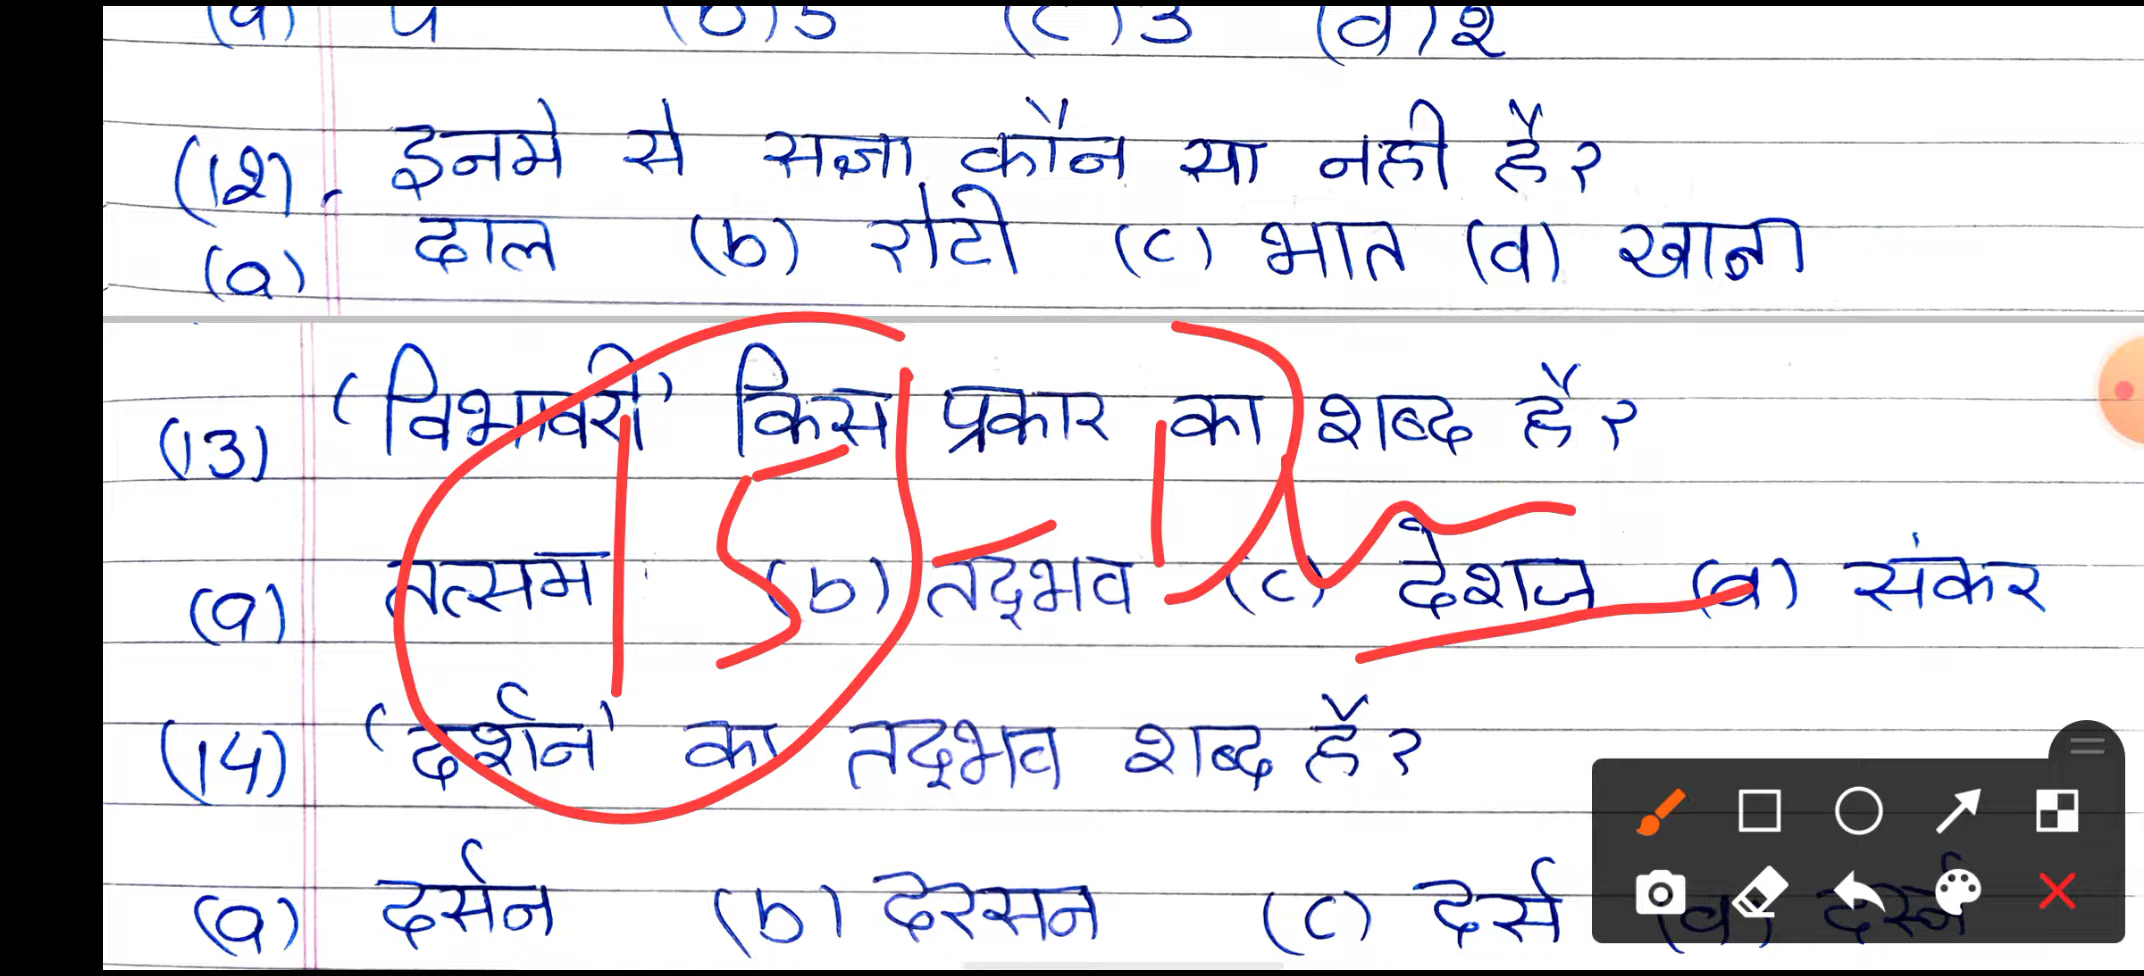 (12). इनमे से सज्ञा कौन सा नही है?
(a) दाल (b) रोटी (c) भात (d) खाना
(13) 'विभावरी' किस प्रकार का शब्द है?
(a) तत्सम (b) तद्भव (c) देशज (d) संकर
(14) 'दर्शन' का तद्भव शब्द है?
(a) दर्सन (b) देरसन (c) दर्स